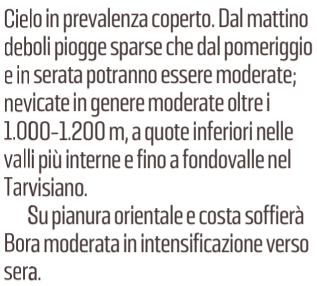 Cielo in prevalenza coperto. Dal mattino
deboli piogge sparse che dal pomeriggio
e in serata potranno essere moderate;
nevicate in genere moderate oltre i
1.000-1.200 m, a quote inferiori nelle
valli più interne e fino a fondovalle nel
Tarvisiano.
Su pianura orientale e costa soffierà
Bora moderata in intensificazione verso
sera.